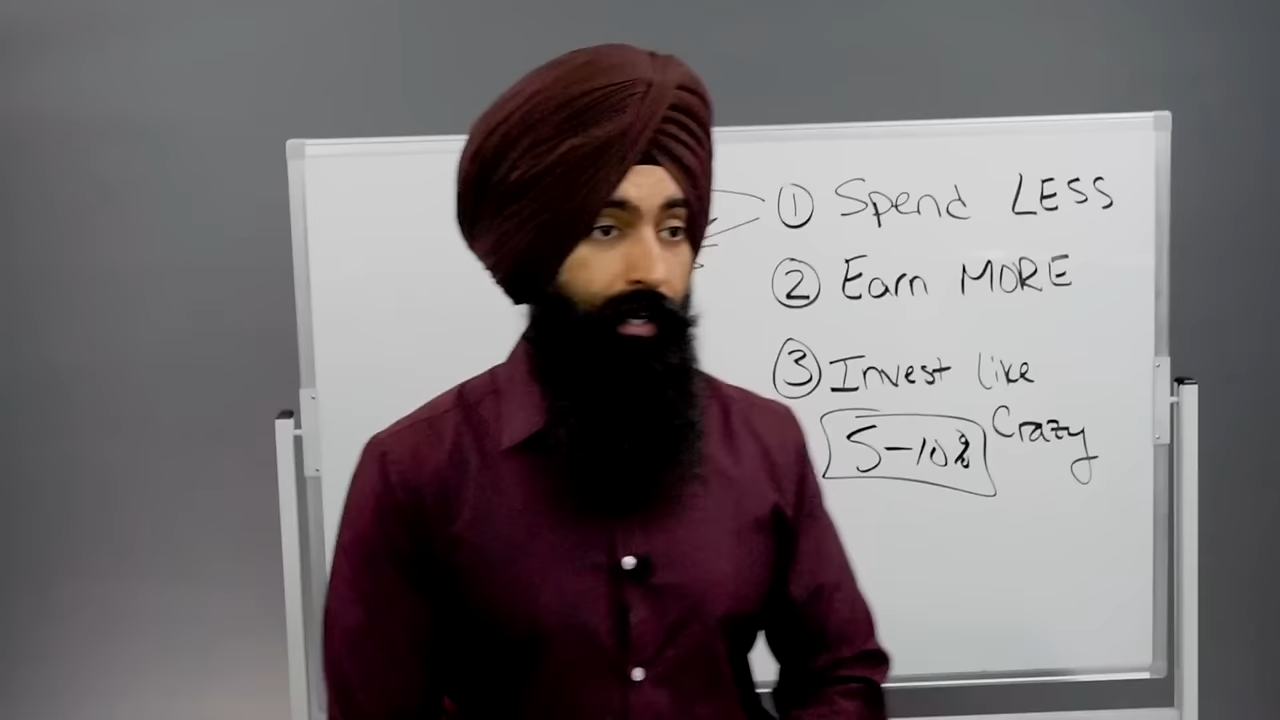 ① Spend LESS
② Earn MORE
③ Invest like
Crazy
5-10%